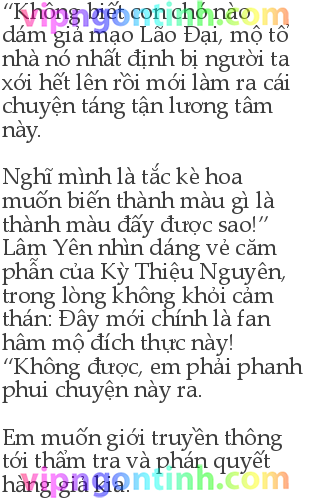 “Không biết con chó nào
dám giả mạo Lão Đại, mộ tổ
nhà nó nhất định bị người ta
xới hết lên rồi mới làm ra cái
chuyện táng tận lương tâm
này.
Nghĩ mình là tắc kè hoa
muốn biến thành màu gì là
thành màu đấy được sao!”
Lâm Yên nhìn dáng vẻ căm
phẫn của Kỳ Thiệu Nguyên,
trong lòng không khỏi cảm
thán: Đây mới chính là fan
hâm mộ đích thực này!
“Không được, em phải phanh
phui chuyện này ra.
Em muốn giới truyền thông
tới thẩm tra và phán quyết
hàng giả kia.
vipngontinh.com
vipngontinh.com